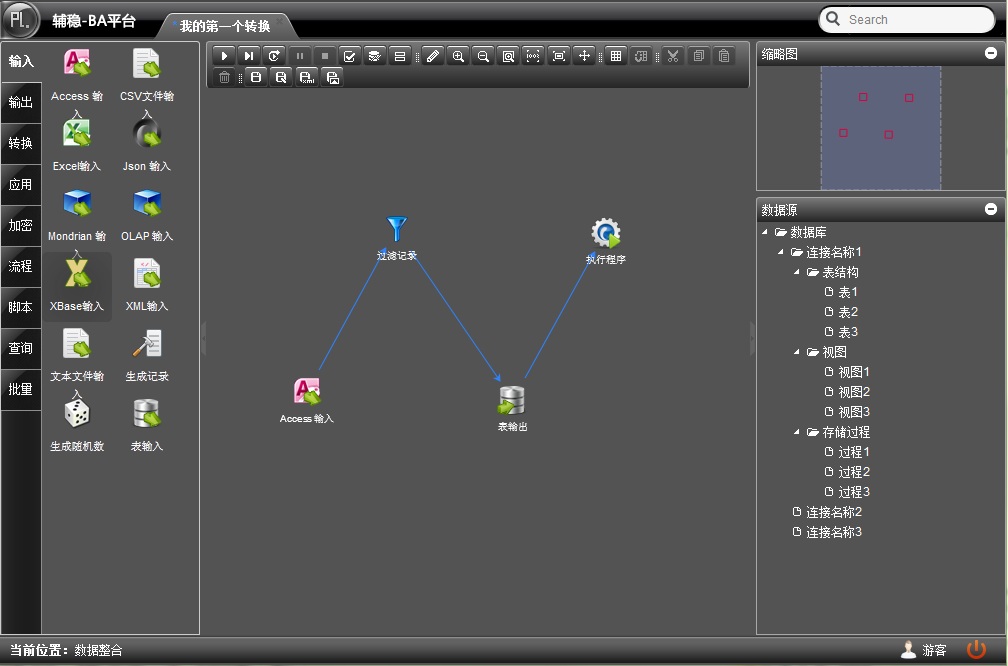 PL.
辅稳-BA平台
我的第一个转换
Search
输入
输出
转换
应用
加密
流程
脚本
查询
批量
Access 输入
CSV文件输入
Excel输入
Json 输入
Mondrian 输入
OLAP 输入
XBase输入
XML输入
文本文件输入
生成记录
生成随机数
表输入
过滤记录
执行程序
Access 输入
表输出
缩略图
数据源
数据库
连接名称1
表结构
表1
表2
表3
视图
视图1
视图2
视图3
存储过程
过程1
过程2
过程3
连接名称2
连接名称3
当前位置：数据整合
游客